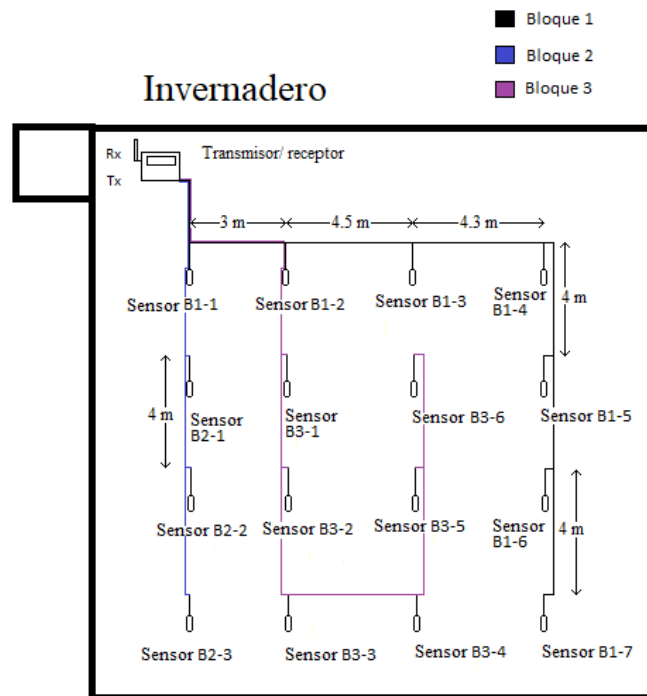 Bloque 1
Bloque 2
Bloque 3
Invernadero
Rx
Transmisor/ receptor
Tx
3 m
4.5 m
4.3 m
Sensor B1-1
Sensor B1-2
Sensor B1-3
Sensor
B1-4
4 m
4 m
Sensor
B2-1
Sensor
B3-1
Sensor B3-6
Sensor B1-5
Sensor B2-2
Sensor B3-2
Sensor B3-5
Sensor
B1-6
4 m
Sensor B2-3
Sensor B3-3
Sensor B3-4
Sensor B1-7